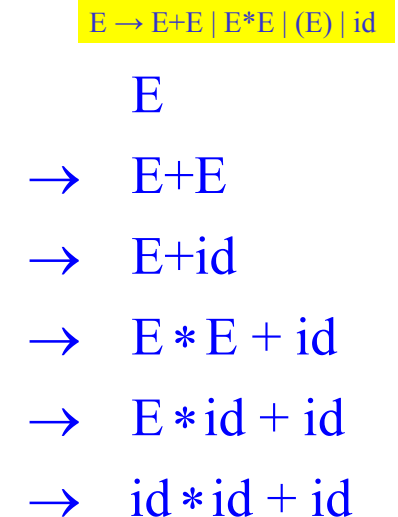 E → E+E | E*E | (E) | id
E
→ E+E
→ E+id
→ E * E + id
→ E * id + id
→ id * id + id